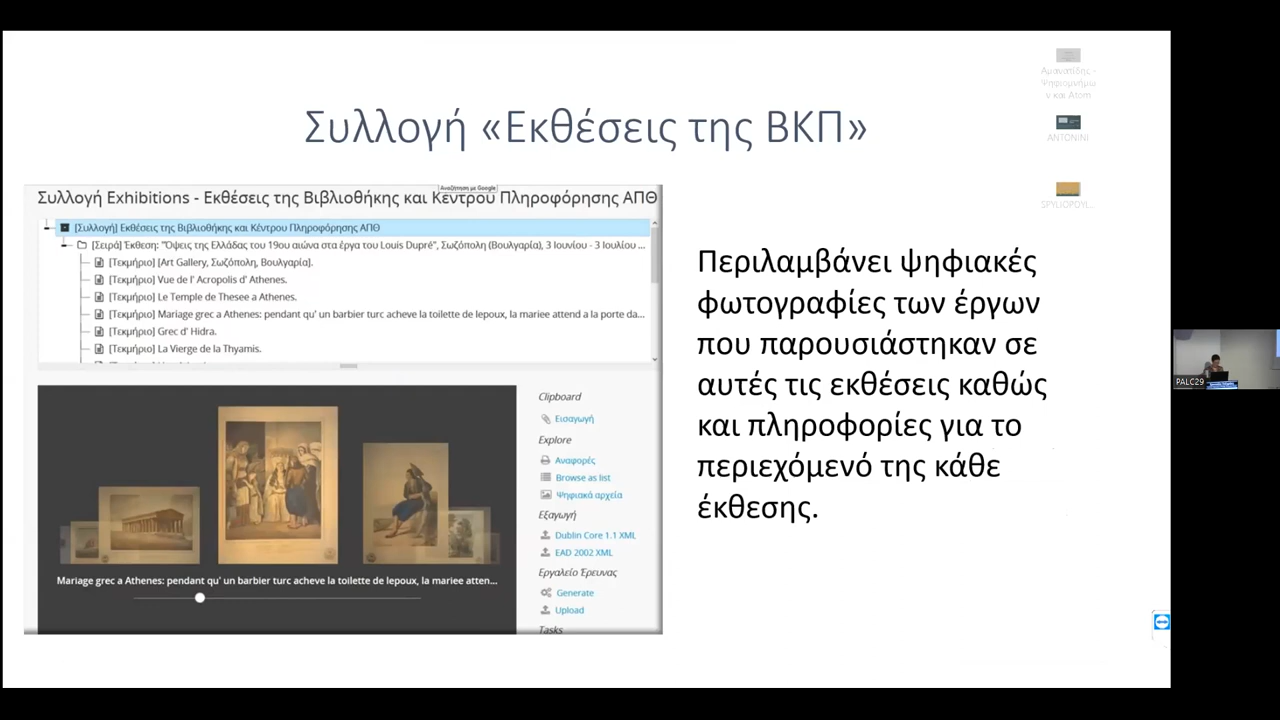 Συλλογή «Εκθέσεις της ΒΚΠ»
Αμανατίδης -
Ψηφιομνήμω
ν και Atom
ANTONINI
SPYLIOPOYL...
Αναζήτηση με Google
Συλλογή Exhibitions - Εκθέσεις της Βιβλιοθήκης και Κέντρου Πληροφόρησης ΑΠΘ
[Συλλογή] Εκθέσεις της Βιβλιοθήκης και Κέντρου Πληροφόρησης ΑΠΘ
[Σειρά] Έκθεση: "Όψεις της Ελλάδας του 19ου αιώνα στα έργα του Louis Dupré", Σωζόπολη (Βουλγαρία), 3 Ιουνίου - 3 Ιουλίου ...
[Τεκμήριο] [Art Gallery, Σωζόπολη, Βουλγαρία].
[Τεκμήριο] Vue de l' Acropolis d' Athenes.
[Τεκμήριο] Le Temple de Thesee a Athenes.
[Τεκμήριο] Mariage grec a Athenes: pendant qu' un barbier turc acheve la toilette de lepoux, la mariee attend a la porte da...
[Τεκμήριο] Grec d' Hidra.
[Τεκμήριο] La Vierge de la Thyamis.
Mariage grec a Athenes: pendant qu' un barbier turc acheve la toilette de lepoux, la mariee atten...
Clipboard
Εισαγωγή
Explore
Αναφορές
Browse as list
Ψηφιακά αρχεία
Εξαγωγή
Dublin Core 1.1 XML
EAD 2002 XML
Εργαλείο Έρευνας
Generate
Upload
Tasks
Περιλαμβάνει ψηφιακές
φωτογραφίες των έργων
που παρουσιάστηκαν σε
αυτές τις εκθέσεις καθώς
και πληροφορίες για το
περιεχόμενό της κάθε
έκθεσης.
PALC29